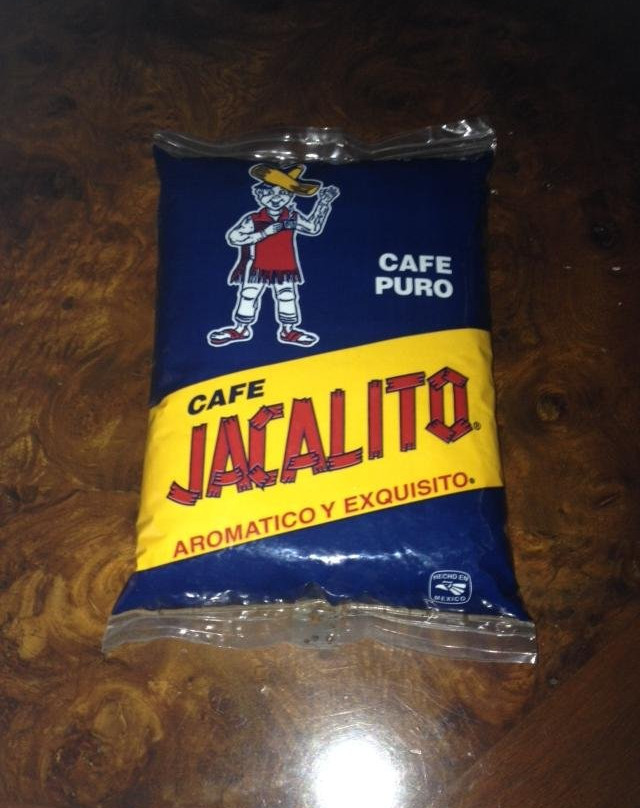 CAFE
PURO
CAFE
JACALITO®
AROMATICO Y EXQUISITO.
HECHO EN
MEXICO